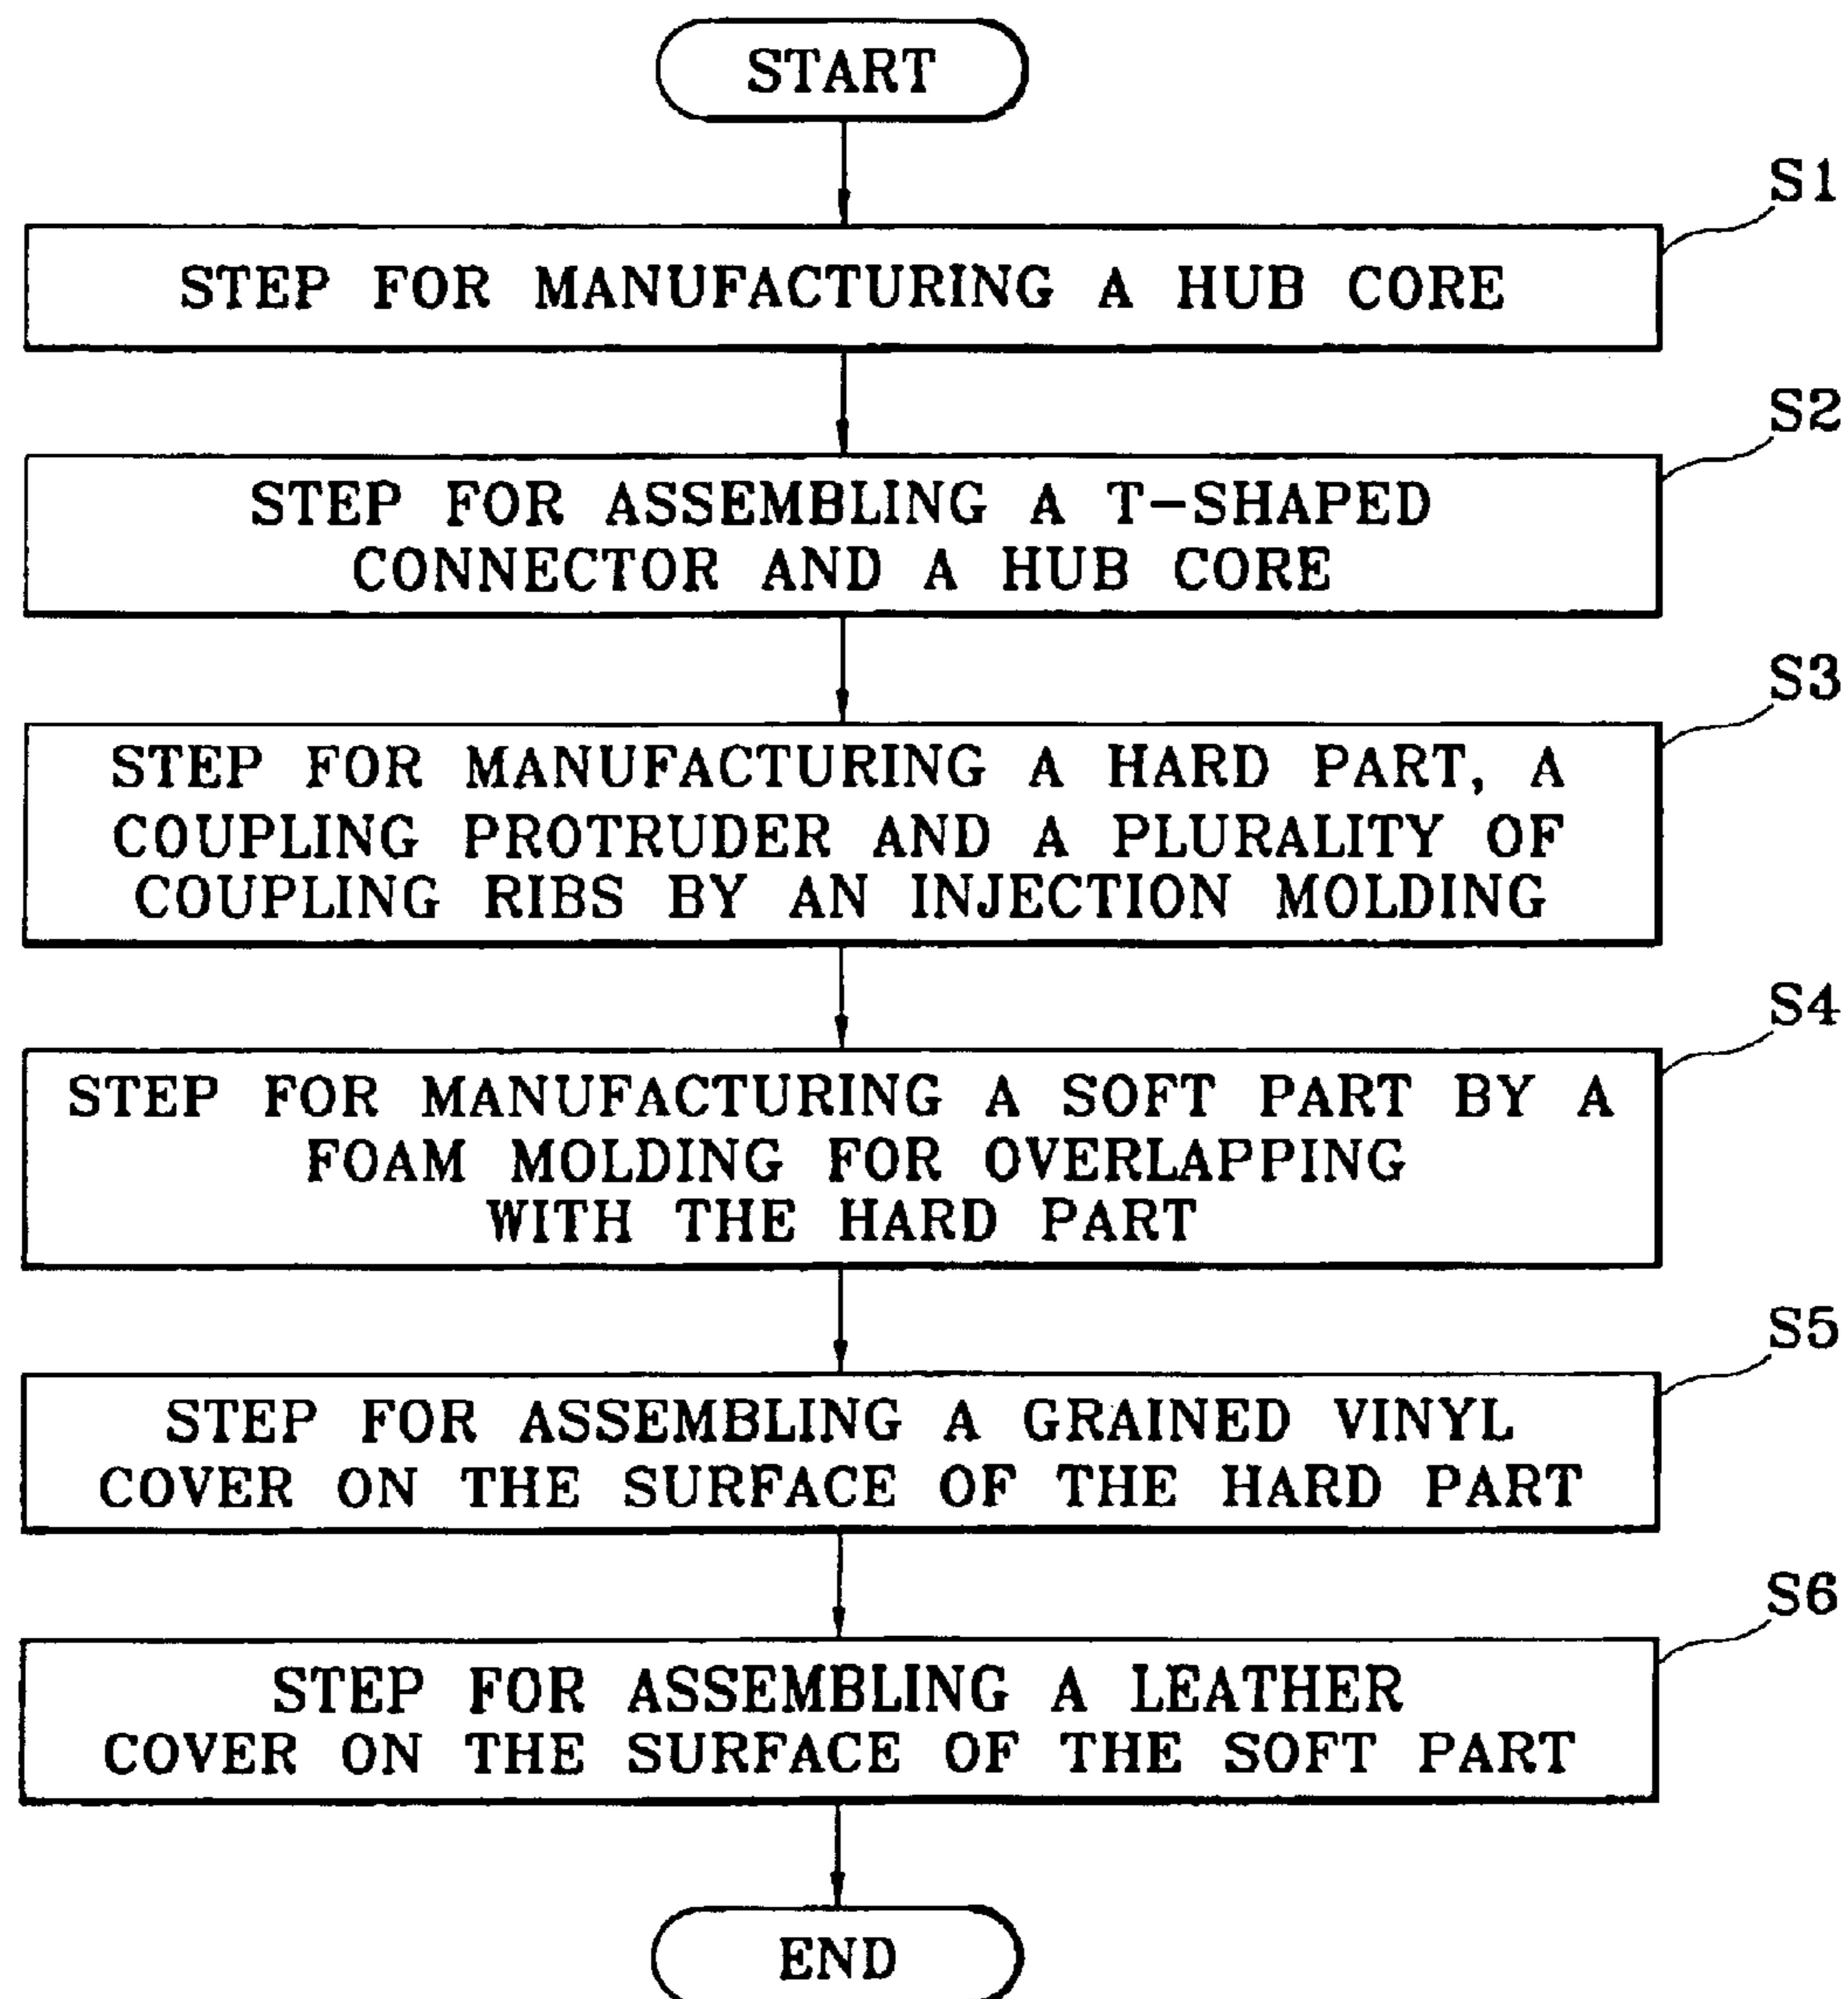 START
S1
STEP FOR MANUFACTURING A HUB CORE
S2
STEP FOR ASSEMBLING A T-SHAPED
CONNECTOR AND A HUB CORE
S3
STEP FOR MANUFACTURING A HARD PART, A
COUPLING PROTRUDER AND A PLURALITY OF
COUPLING RIBS BY AN INJECTION MOLDING
S4
STEP FOR MANUFACTURING A SOFT PART BY A
FOAM MOLDING FOR OVERLAPPING
WITH THE HARD PART
S5
STEP FOR ASSEMBLING A GRAINED VINYL
COVER ON THE SURFACE OF THE HARD PART
S6
STEP FOR ASSEMBLING A LEATHER
COVER ON THE SURFACE OF THE SOFT PART
END